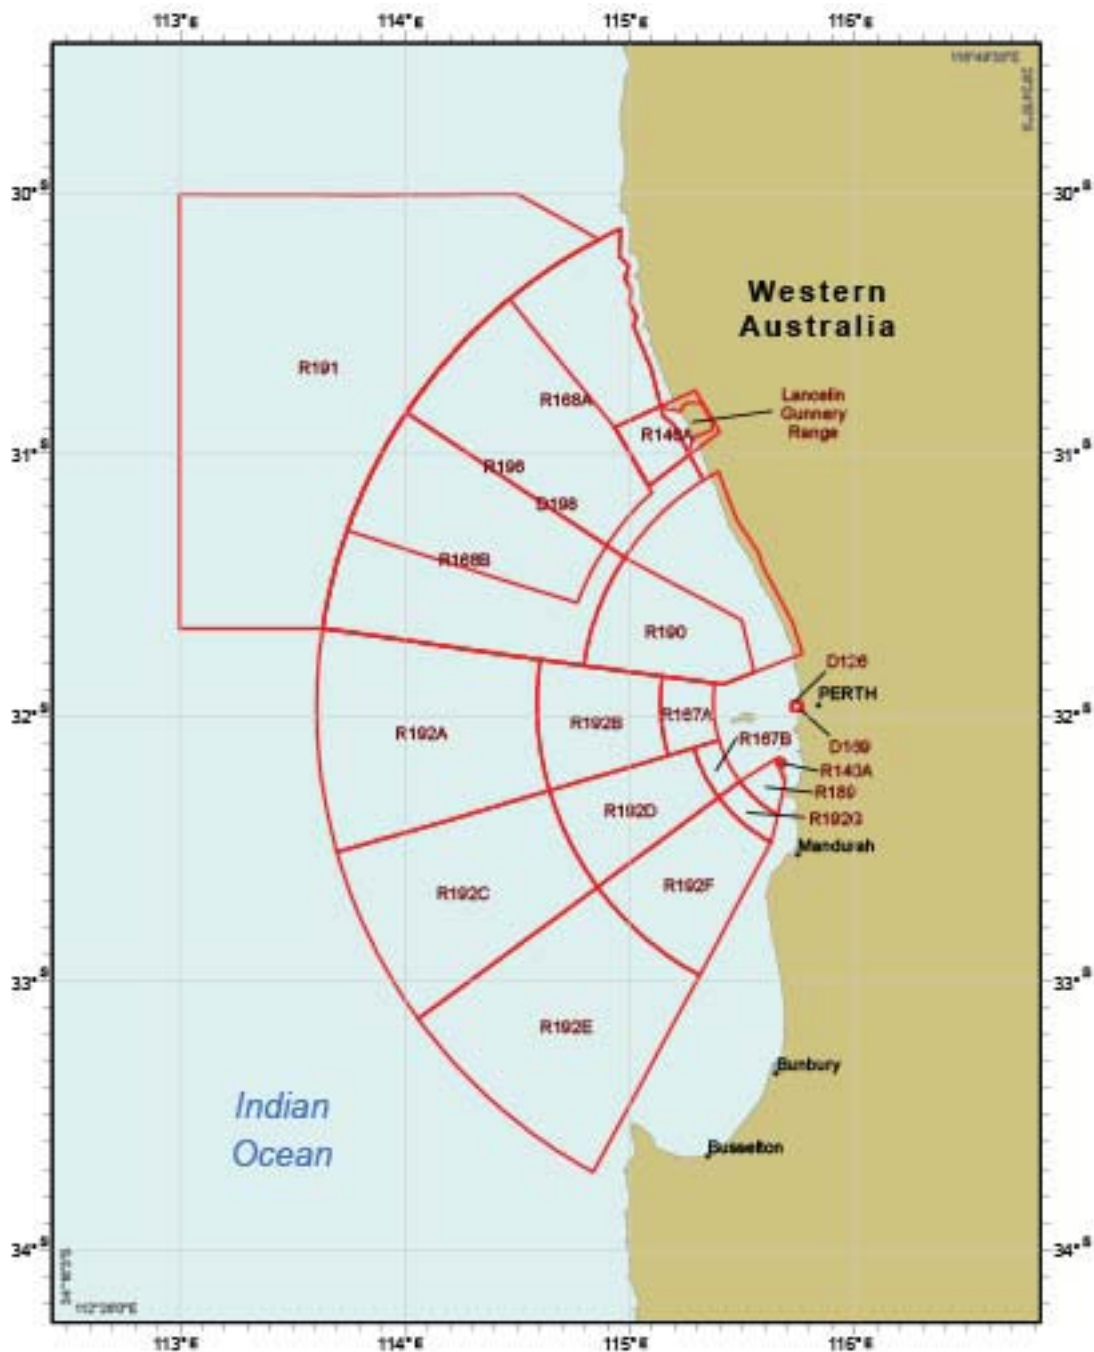 113°E 114°E 115°E 116°E
30°S 30°S
Western
Australia
R191
R168A
Lancelin
Gunnery
Range
R146A
31°S 31°S
R196
D198
R168B
R190
D126
PERTH
32°S 32°S
R192A
R192B
R167A
R167B
D169
R140A
R189
R192G
R192D
Mandurah
R192C
R192F
33°S 33°S
R192E
Bunbury
Indian
Ocean
Busselton
34°S 34°S
113°E 114°E 115°E 116°E